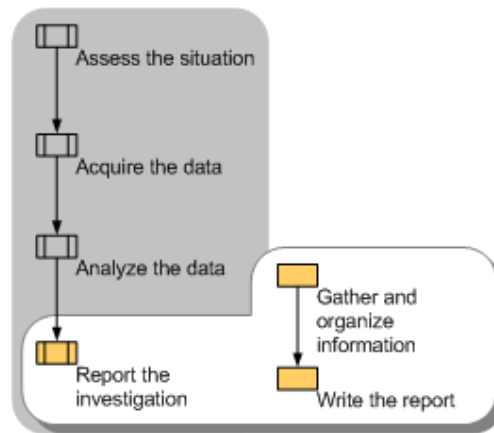 Assess the situation
Acquire the data
Analyze the data
Report the
investigation
Gather and
organize
information
Write the report